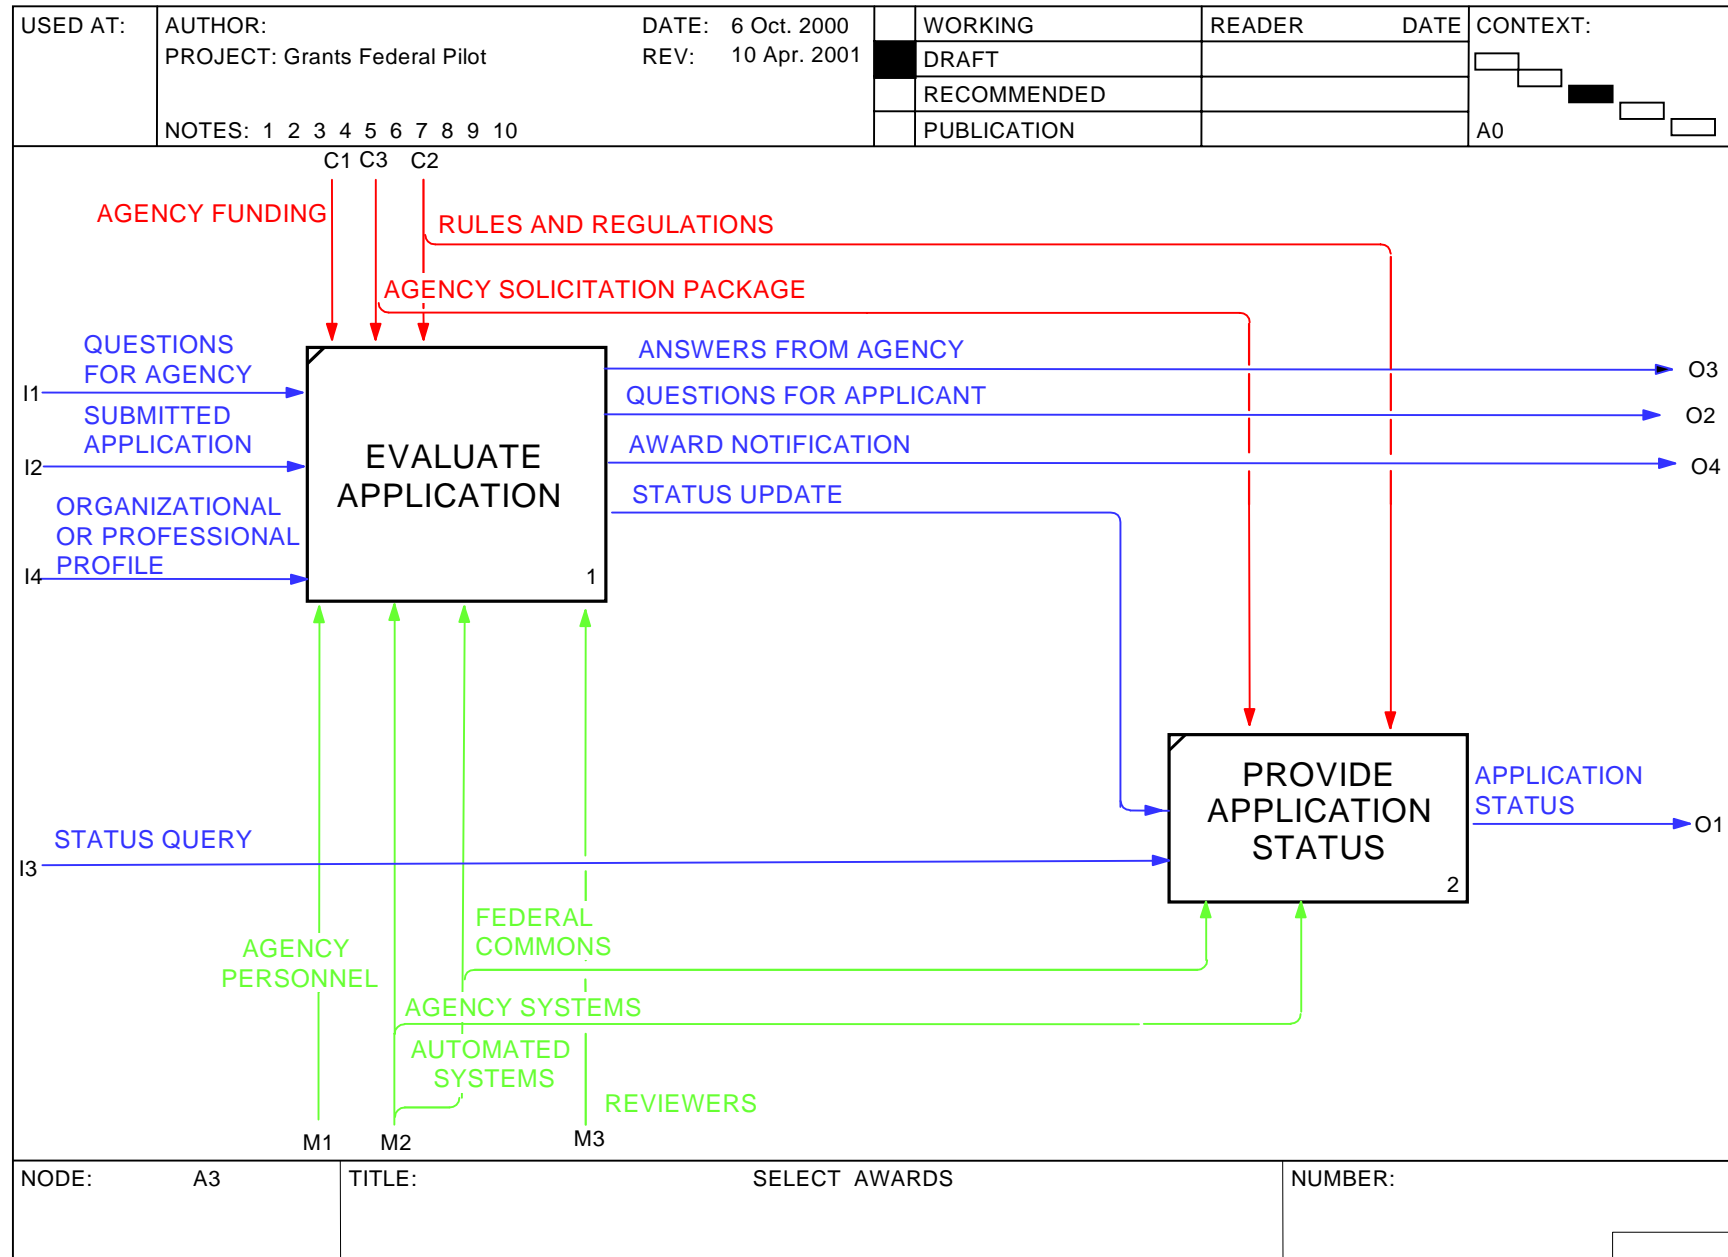 USED AT:
AUTHOR:
DATE: 6 Oct. 2000
WORKING
READER DATE
CONTEXT:
PROJECT: Grants Federal Pilot
REV: 10 Apr. 2001
DRAFT
RECOMMENDED
NOTES: 1 2 3 4 5 6 7 8 9 10
PUBLICATION
A0
C1 C3 C2
AGENCY FUNDING
RULES AND REGULATIONS
AGENCY SOLICITATION PACKAGE
QUESTIONS
FOR AGENCY
I1
SUBMITTED
APPLICATION
I2
ORGANIZATIONAL
OR PROFESSIONAL
PROFILE
I4
EVALUATE
APPLICATION
1
ANSWERS FROM AGENCY
O3
QUESTIONS FOR APPLICANT
O2
AWARD NOTIFICATION
O4
STATUS UPDATE
PROVIDE
APPLICATION
STATUS
2
APPLICATION
STATUS
O1
STATUS QUERY
I3
FEDERAL
COMMONS
AGENCY
PERSONNEL
AGENCY SYSTEMS
AUTOMATED
SYSTEMS
REVIEWERS
M1 M2 M3
NODE: A3
TITLE: SELECT AWARDS
NUMBER: